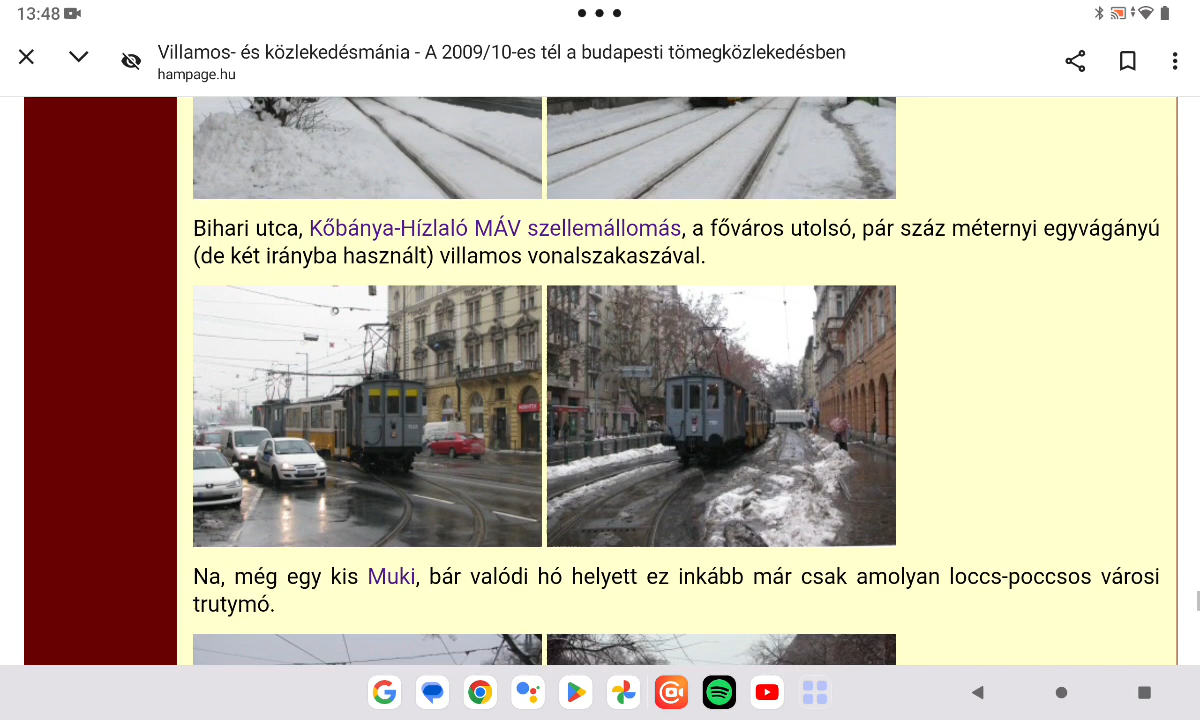 13:48
Villamos- és közlekedésmánia - A 2009/10-es tél a budapesti tömegközlekedésben
hampage.hu
Bihari utca, Kőbánya-Hízlaló MÁV szellemállomás, a főváros utolsó, pár száz méternyi egyvágányú
(de két irányba használt) villamos vonalszakaszával.
Na, még egy kis Muki, bár valódi hó helyett ez inkább már csak amolyan loccs-poccsos városi
trutymó.